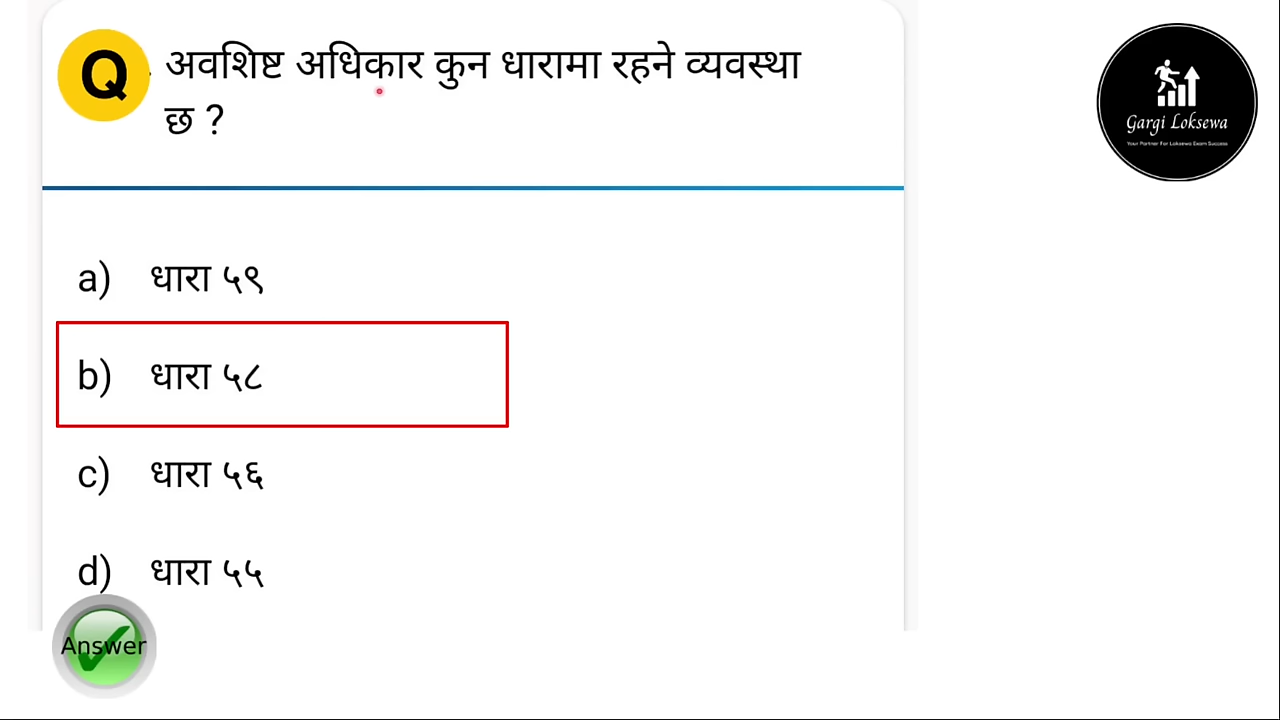 Q
अवशिष्ट अधिकार कुन धारामा रहने व्यवस्था
छ ?
Gargi Loksewa
Your Partner For Loksewa Exam Success
a) धारा ५९
b) धारा ५८
c) धारा ५६
d) धारा ५५
Answer